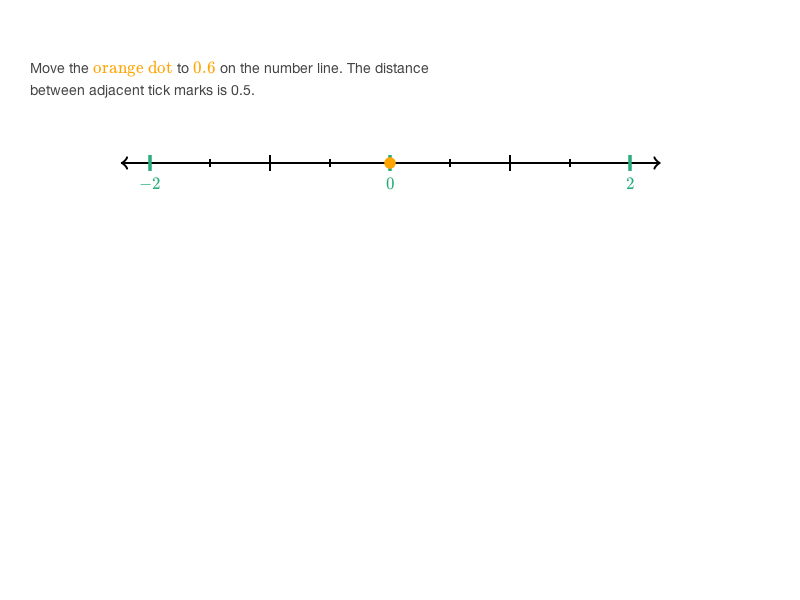 Move the orange dot to 0.6 on the number line. The distance
between adjacent tick marks is 0.5.
−2 0 2